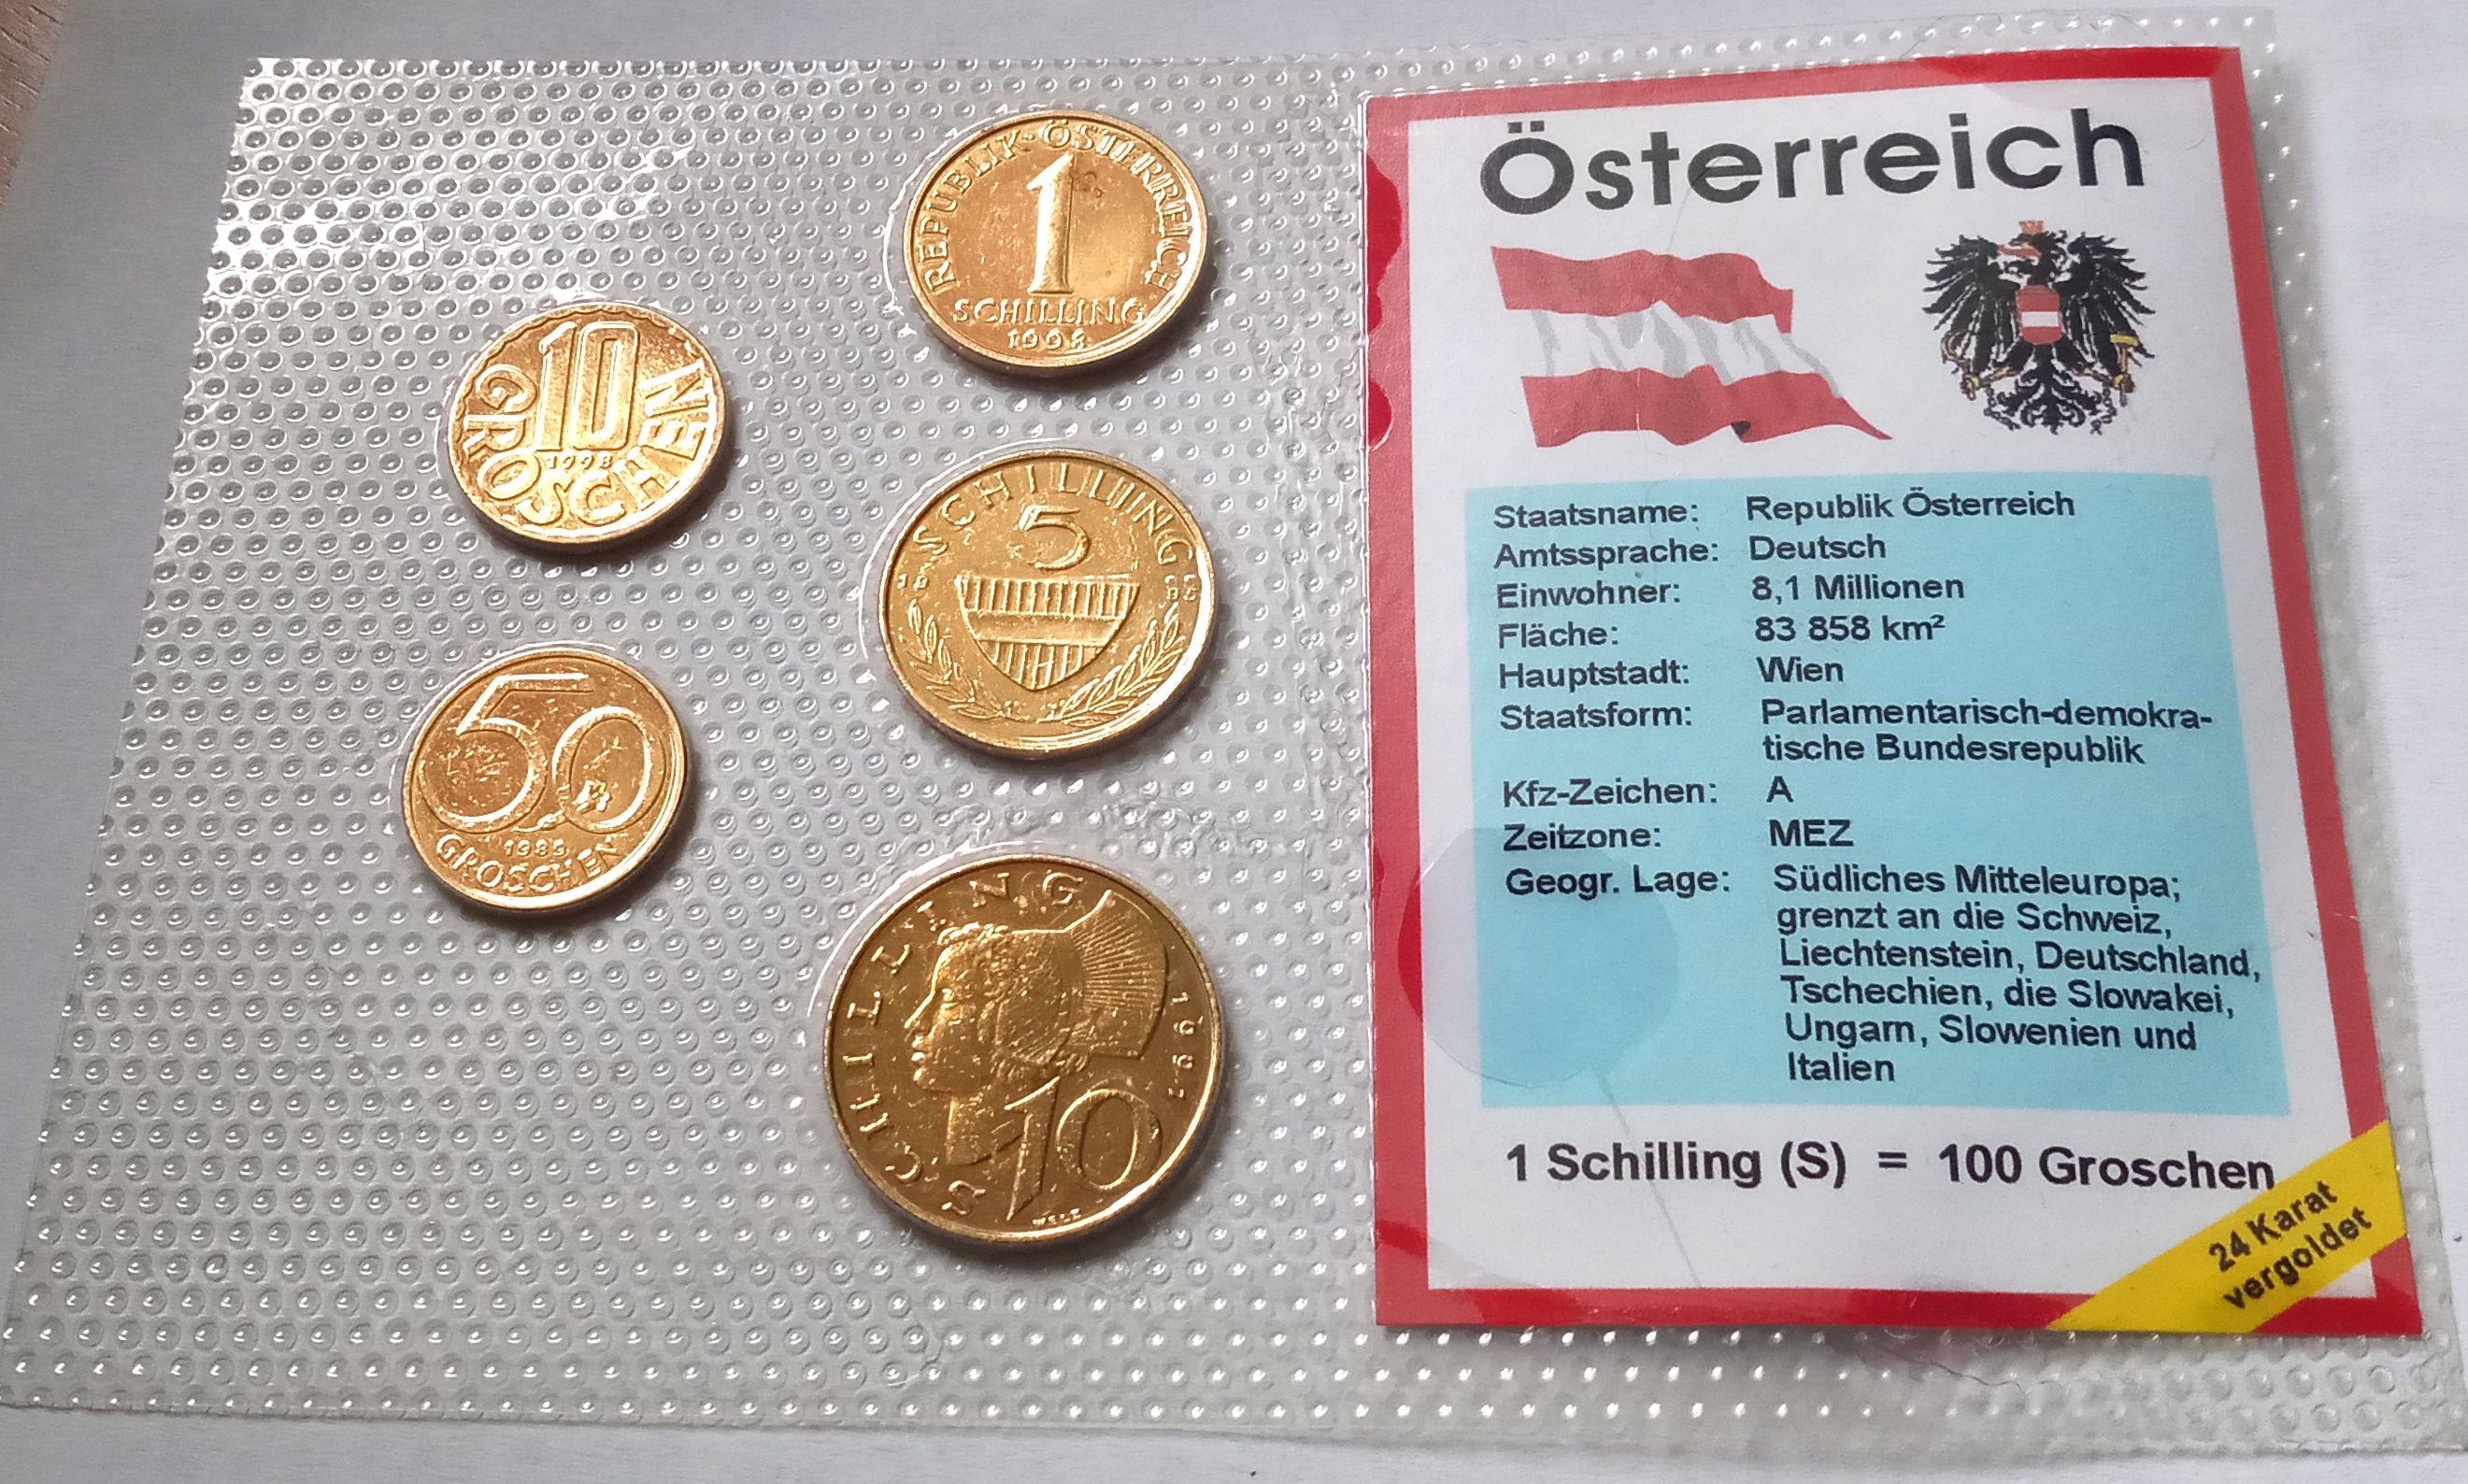 REPUBLIK·ÖSTERREICH
1
SCHILLING
1998
10
GROSCHEN
SCHILLING
5
50
GROSCHEN
SCHILLING
1991
10
Österreich
Staatsname: Republik Österreich
Amtssprache: Deutsch
Einwohner: 8,1 Millionen
Fläche: 83 858 km²
Hauptstadt: Wien
Staatsform: Parlamentarisch-demokra-
tische Bundesrepublik
Kfz-Zeichen: A
Zeitzone: MEZ
Geogr. Lage: Südliches Mitteleuropa;
grenzt an die Schweiz,
Liechtenstein, Deutschland,
Tschechien, die Slowakei,
Ungarn, Slowenien und
Italien
1 Schilling (S) = 100 Groschen
24 Karat
vergoldet